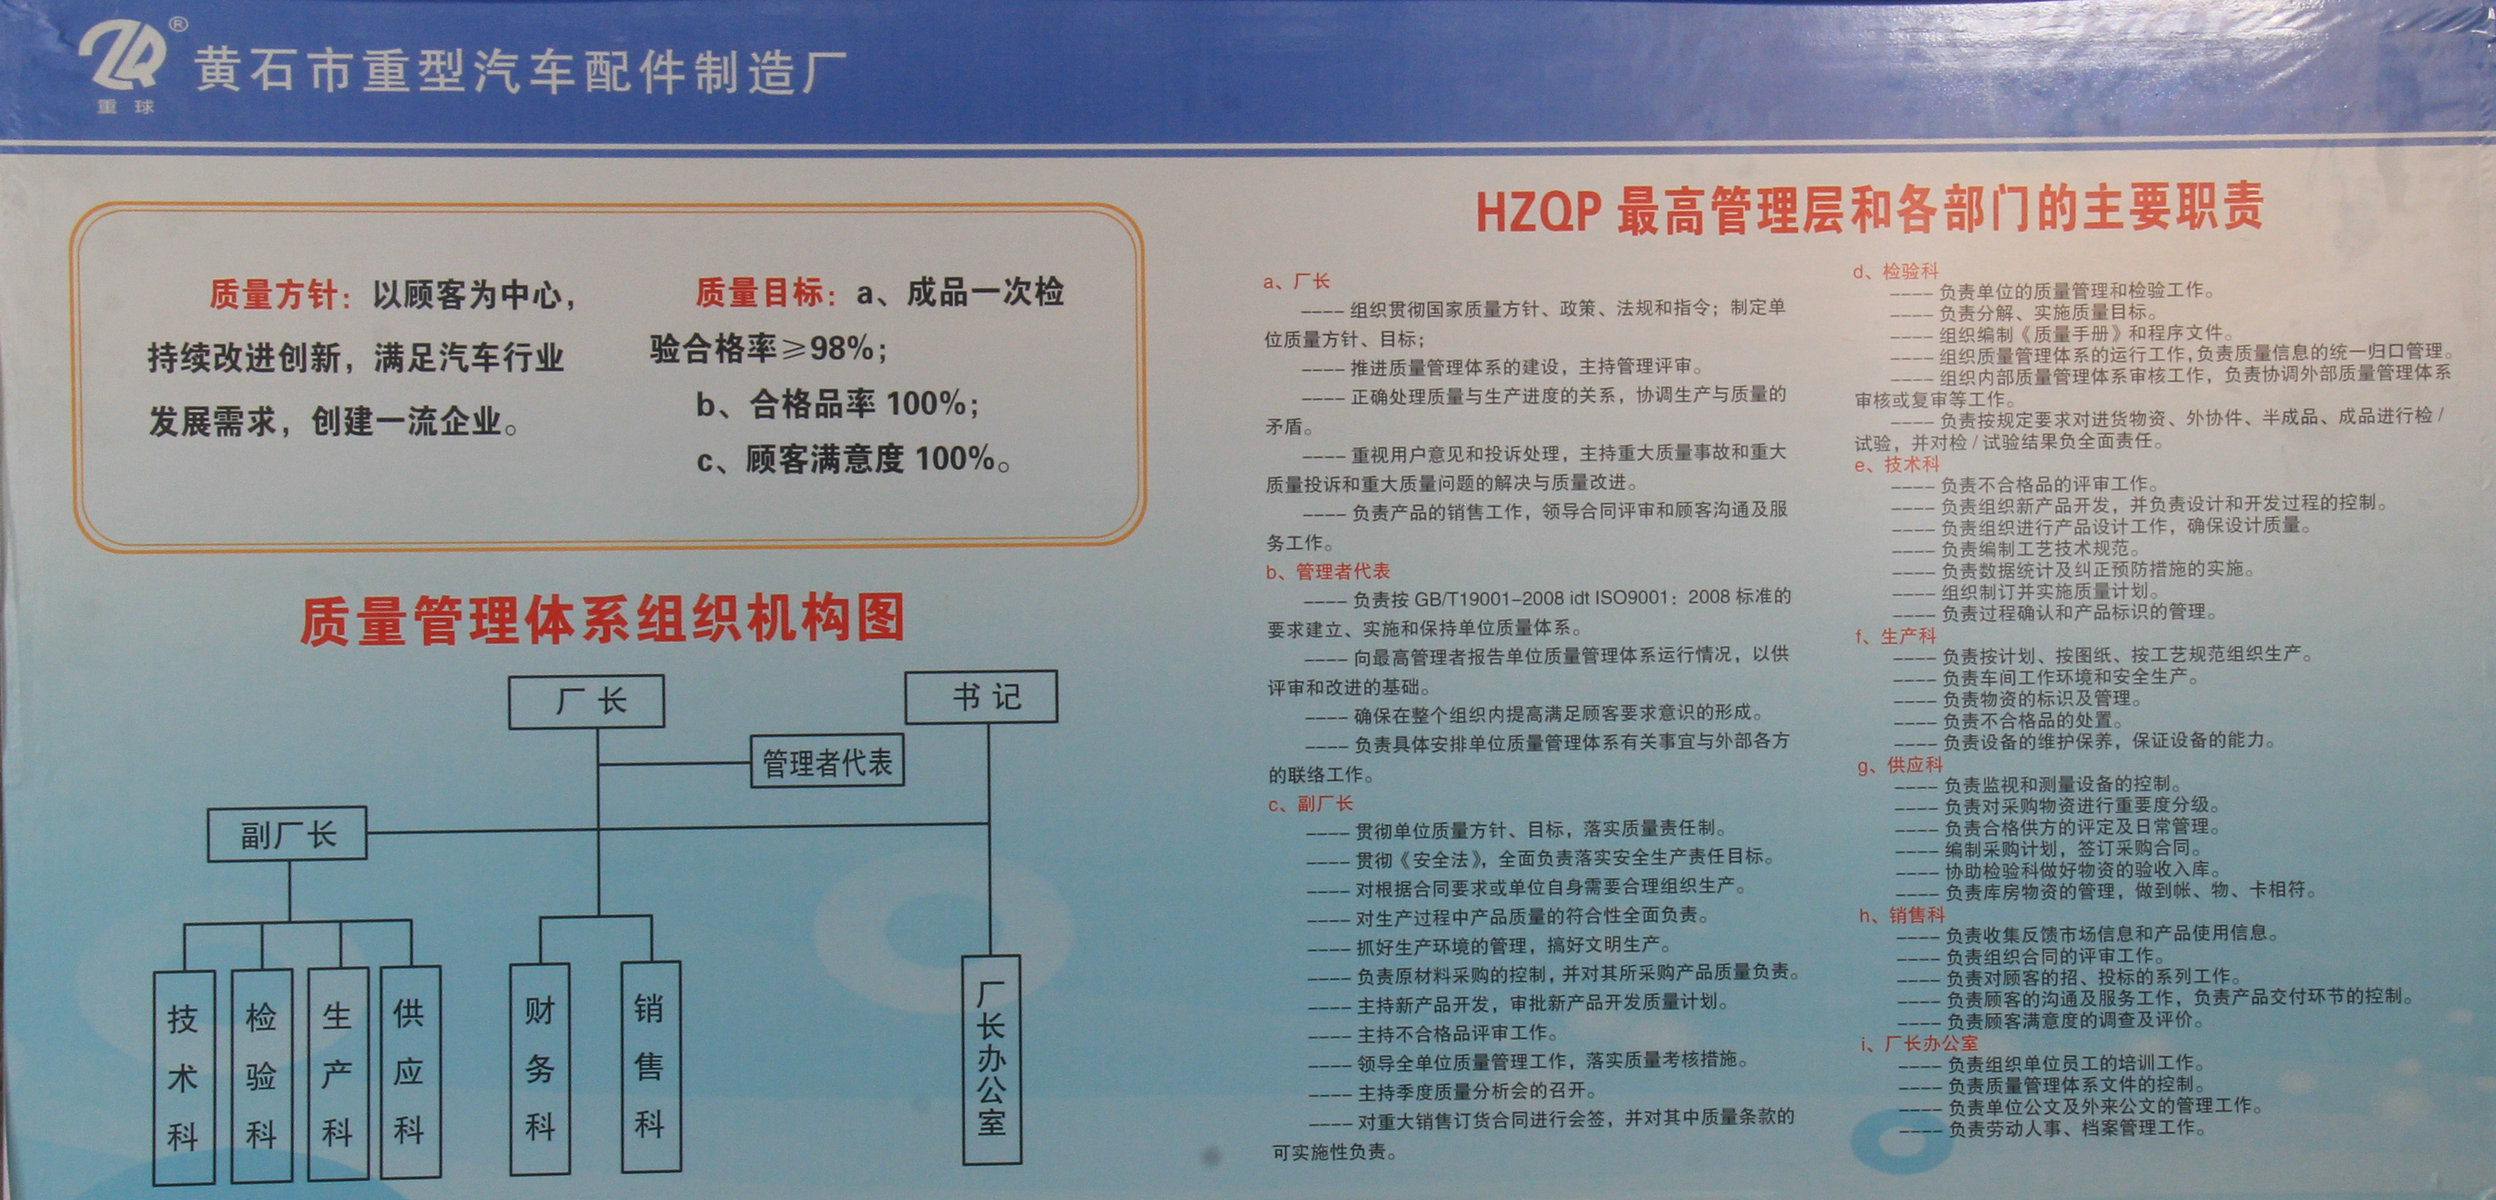 ZQ®
重球
黄石市重型汽车配件制造厂
质量方针：以顾客为中心，
持续改进创新，满足汽车行业
发展需求，创建一流企业。
质量目标：a、成品一次检
验合格率≥98%；
b、合格品率 100%；
c、顾客满意度 100%。
质量管理体系组织机构图
厂长
书记
管理者代表
副厂长
技术科
检验科
生产科
供应科
财务科
销售科
厂长办公室
HZQP 最高管理层和各部门的主要职责
a、厂长
---- 组织贯彻国家质量方针、政策、法规和指令；制定单
位质量方针、目标；
---- 推进质量管理体系的建设，主持管理评审。
---- 正确处理质量与生产进度的关系，协调生产与质量的
矛盾。
---- 重视用户意见和投诉处理，主持重大质量事故和重大
质量投诉和重大质量问题的解决与质量改进。
---- 负责产品的销售工作，领导合同评审和顾客沟通及服
务工作。
b、管理者代表
---- 负责按 GB/T19001-2008 idt ISO9001：2008 标准的
要求建立、实施和保持单位质量体系。
---- 向最高管理者报告单位质量管理体系运行情况，以供
评审和改进的基础。
---- 确保在整个组织内提高满足顾客要求意识的形成。
---- 负责具体安排单位质量管理体系有关事宜与外部各方
的联络工作。
c、副厂长
---- 贯彻单位质量方针、目标，落实质量责任制。
---- 贯彻《安全法》，全面负责落实安全生产责任目标。
---- 对根据合同要求或单位自身需要合理组织生产。
---- 对生产过程中产品质量的符合性全面负责。
---- 抓好生产环境的管理，搞好文明生产。
---- 负责原材料采购的控制，并对其所采购产品质量负责。
---- 主持新产品开发，审批新产品开发质量计划。
---- 主持不合格品评审工作。
---- 领导全单位质量管理工作，落实质量考核措施。
---- 主持季度质量分析会的召开。
---- 对重大销售订货合同进行会签，并对其中质量条款的
可实施性负责。
d、检验科
---- 负责单位的质量管理和检验工作。
---- 负责分解、实施质量目标。
---- 组织编制《质量手册》和程序文件。
---- 组织质量管理体系的运行工作，负责质量信息的统一归口管理。
---- 组织内部质量管理体系审核工作，负责协调外部质量管理体系
审核或复审等工作。
---- 负责按规定要求对进货物资、外协件、半成品、成品进行检 /
试验，并对检 / 试验结果负全面责任。
e、技术科
---- 负责不合格品的评审工作。
---- 负责组织新产品开发，并负责设计和开发过程的控制。
---- 负责组织进行产品设计工作，确保设计质量。
---- 负责编制工艺技术规范。
---- 负责数据统计及纠正预防措施的实施。
---- 组织制订并实施质量计划。
---- 负责过程确认和产品标识的管理。
f、生产科
---- 负责按计划、按图纸、按工艺规范组织生产。
---- 负责车间工作环境和安全生产。
---- 负责物资的标识及管理。
---- 负责不合格品的处置。
---- 负责设备的维护保养，保证设备的能力。
g、供应科
---- 负责监视和测量设备的控制。
---- 负责对采购物资进行重要度分级。
---- 负责合格供方的评定及日常管理。
---- 编制采购计划，签订采购合同。
---- 协助检验科做好物资的验收入库。
---- 负责库房物资的管理，做到帐、物、卡相符。
h、销售科
---- 负责收集反馈市场信息和产品使用信息。
---- 负责组织合同的评审工作。
---- 负责对顾客的招、投标的系列工作。
---- 负责顾客的沟通及服务工作，负责产品交付环节的控制。
---- 负责顾客满意度的调查及评价。
i、厂长办公室
---- 负责组织单位员工的培训工作。
---- 负责质量管理体系文件的控制。
---- 负责单位公文及外来公文的管理工作。
---- 负责劳动人事、档案管理工作。